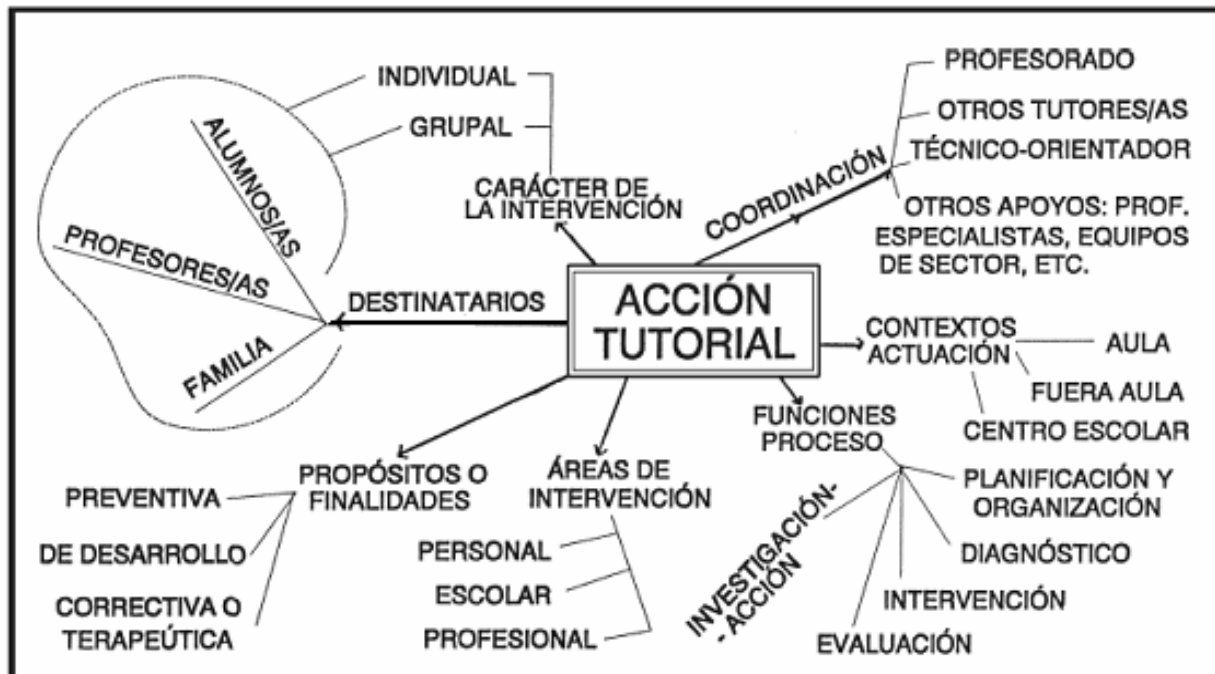 INDIVIDUAL
GRUPAL
CARÁCTER DE
LA INTERVENCIÓN
COORDINACIÓN
PROFESORADO
OTROS TUTORES/AS
TÉCNICO-ORIENTADOR
OTROS APOYOS: PROF.
ESPECIALISTAS, EQUIPOS
DE SECTOR, ETC.
ALUMNOS/AS
PROFESORES/AS
FAMILIA
DESTINATARIOS
ACCIÓN
TUTORIAL
CONTEXTOS
ACTUACIÓN
AULA
FUERA AULA
CENTRO ESCOLAR
PROPÓSITOS O
FINALIDADES
PREVENTIVA
DE DESARROLLO
CORRECTIVA O
TERAPEÚTICA
ÁREAS DE
INTERVENCIÓN
PERSONAL
ESCOLAR
PROFESIONAL
FUNCIONES
PROCESO
PLANIFICACIÓN Y
ORGANIZACIÓN
DIAGNÓSTICO
INTERVENCIÓN
EVALUACIÓN
INVESTIGACIÓN-
- ACCIÓN